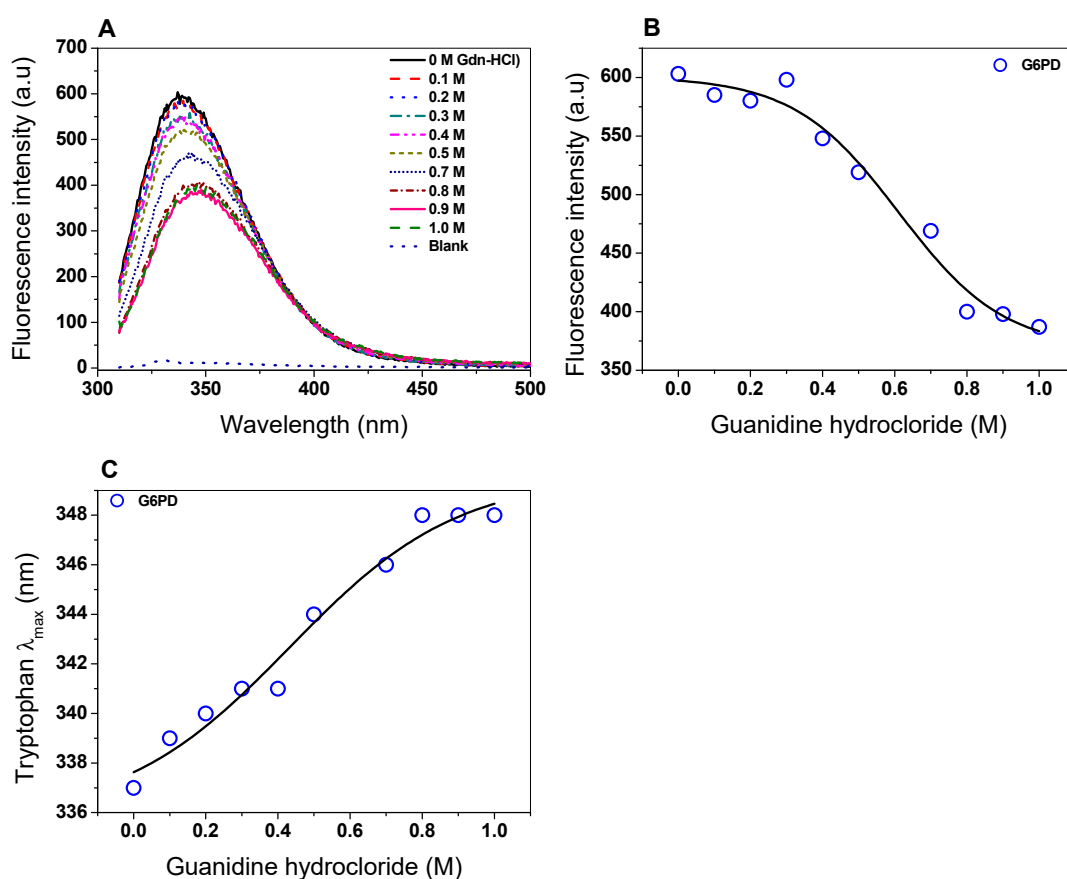 A
700
600
500
400
300
200
100
0
300
350
400
450
500
Fluorescence intensity (a.u)
Wavelength (nm)
0 M Gdn-HCl)
0.1 M
0.2 M
0.3 M
0.4 M
0.5 M
0.7 M
0.8 M
0.9 M
1.0 M
Blank
B
600
550
500
450
400
350
0.0
0.2
0.4
0.6
0.8
1.0
Fluorescence intensity (a.u)
Guanidine hydrocloride (M)
G6PD
C
G6PD
348
346
344
342
340
338
336
0.0
0.2
0.4
0.6
0.8
1.0
Tryptophan λmax (nm)
Guanidine hydrocloride (M)